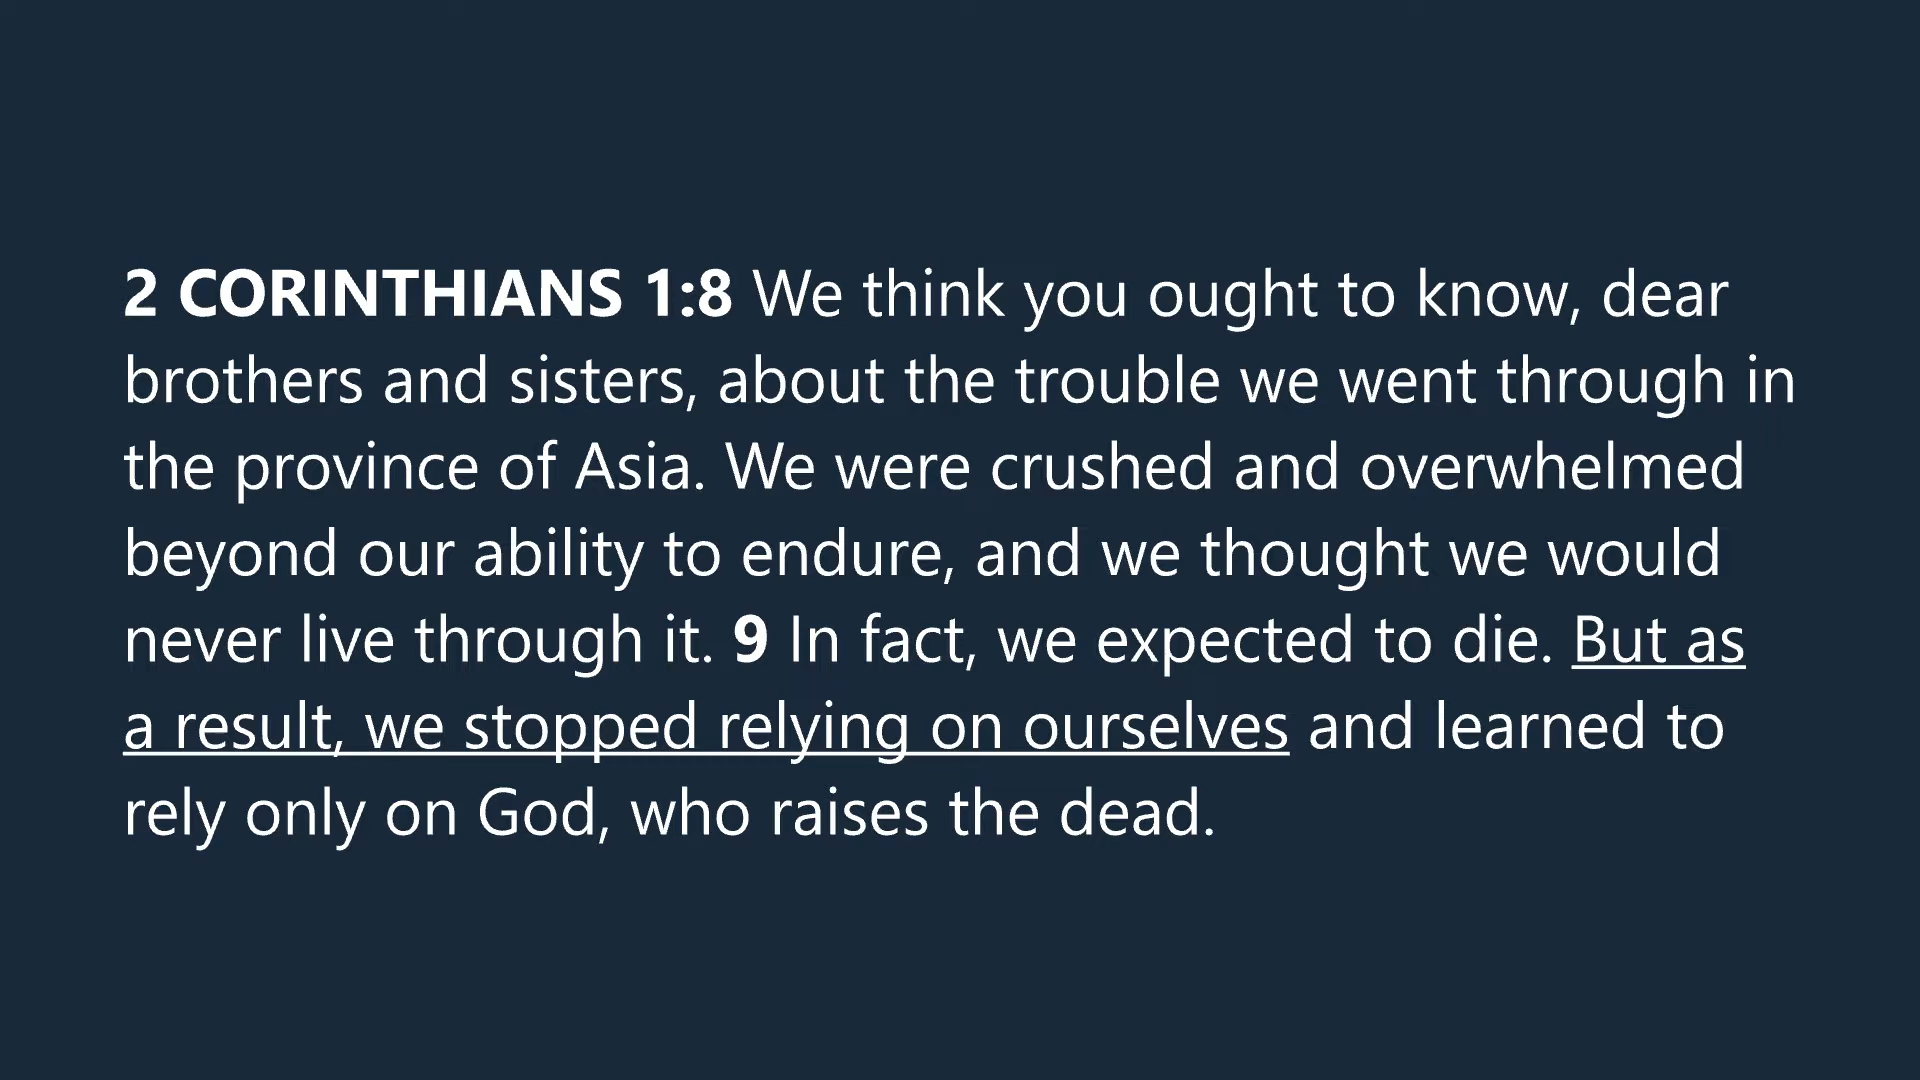 2 CORINTHIANS 1:8 We think you ought to know, dear
brothers and sisters, about the trouble we went through in
the province of Asia. We were crushed and overwhelmed
beyond our ability to endure, and we thought we would
never live through it. 9 In fact, we expected to die. But as
a result, we stopped relying on ourselves and learned to
rely only on God, who raises the dead.